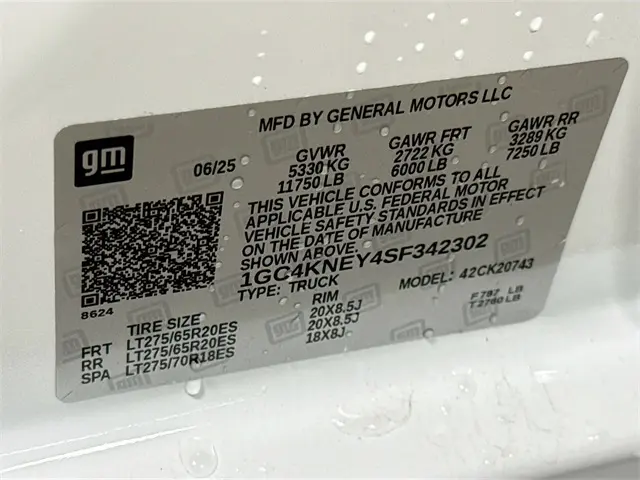 MFD BY GENERAL MOTORS LLC
gm
06/25
GVWR GAWR FRT GAWR RR
5330 KG 2722 KG 3289 KG
11750 LB 6000 LB 7250 LB
THIS VEHICLE CONFORMS TO ALL
APPLICABLE U.S. FEDERAL MOTOR
VEHICLE SAFETY STANDARDS IN EFFECT
ON THE DATE OF MANUFACTURE
SHOWN ABOVE.
1GC4KNEY4SF342302
TYPE: TRUCK MODEL: 42CK20743
8624
TIRE SIZE RIM
FRT LT275/65R20ES 20X8.5J F 787 LB
RR LT275/65R20ES 20X8.5J T 2760 LB
SPA LT275/70R18ES 18X8J